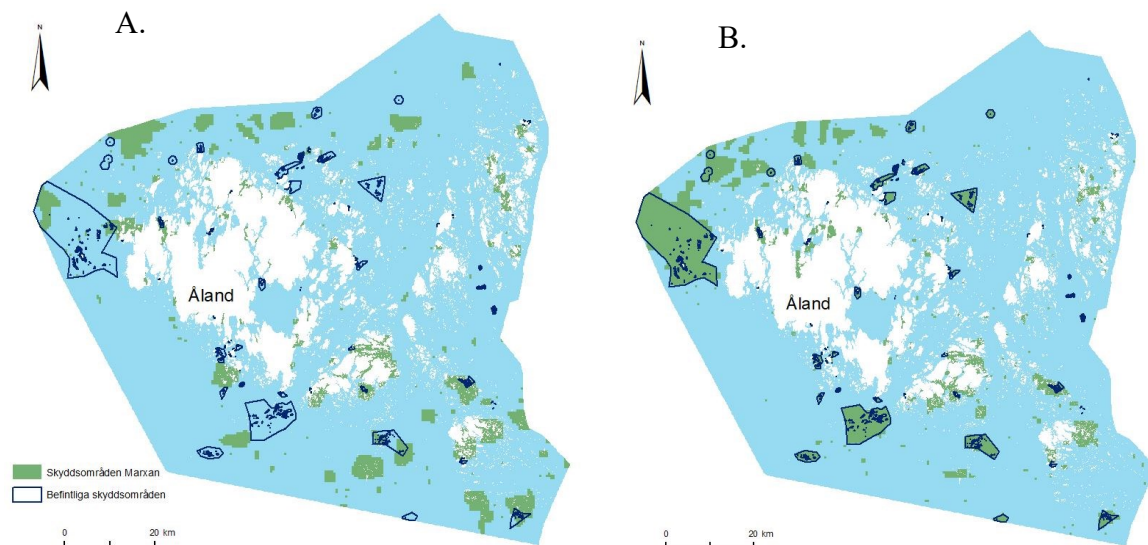 A.
N
Åland
Skyddsområden Marxan
Befintliga skyddsområden
0 20 km
B.
N
Åland
0 20 km